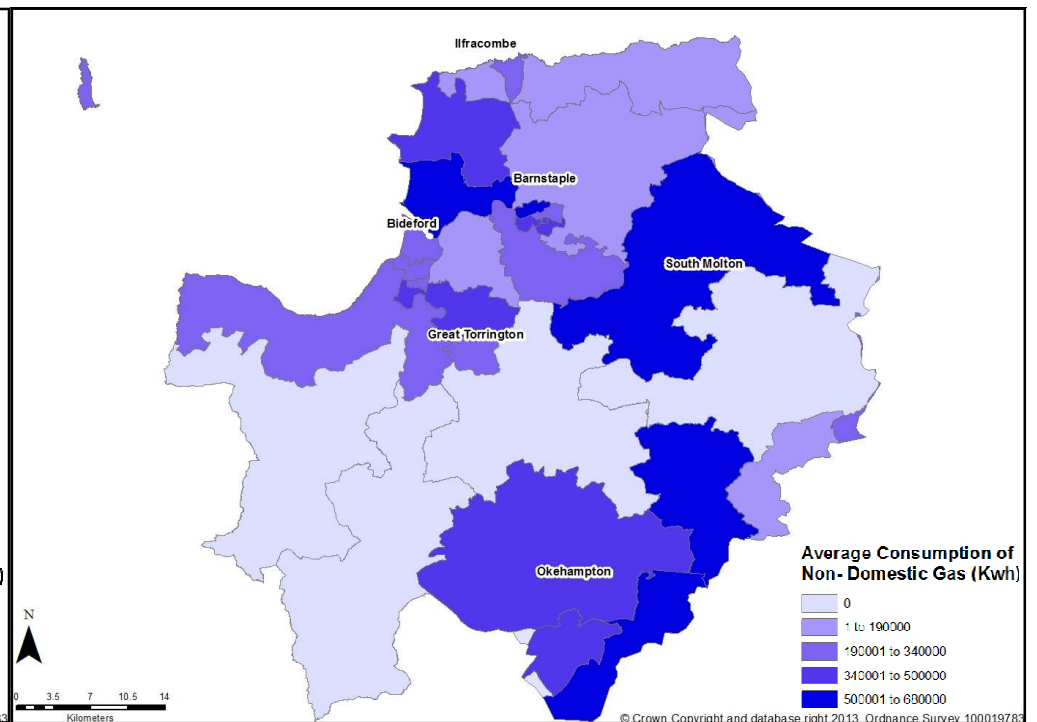 Ilfracombe
Barnstaple
Bideford
South Molton
Great Torrington
Okehampton
Average Consumption of
Non- Domestic Gas (Kwh)
0
1 to 190000
190001 to 340000
340001 to 500000
500001 to 680000
N
0 3.5 7 10.5 14
Kilometers
© Crown Copyright and database right 2013. Ordnance Survey 100019783